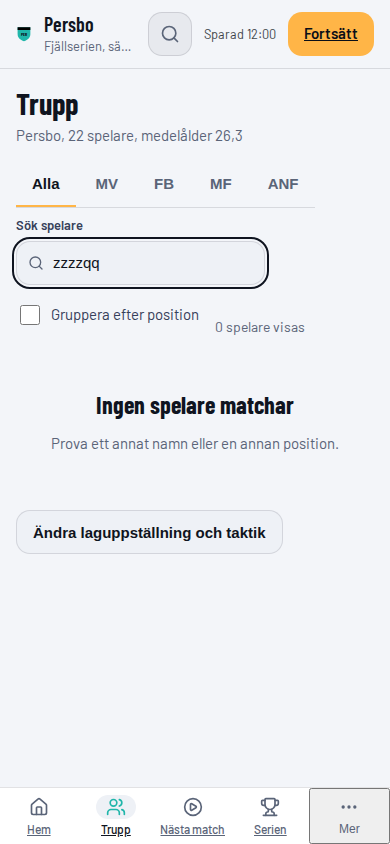 Persbo
Fjällserien, sä...
Sparad 12:00
Fortsätt
Trupp
Persbo, 22 spelare, medelålder 26,3
Alla MV FB MF ANF
Sök spelare
zzzzqq
Gruppera efter position
0 spelare visas
Ingen spelare matchar
Prova ett annat namn eller en annan position.
Ändra laguppställning och taktik
Hem Trupp Nästa match Serien Mer